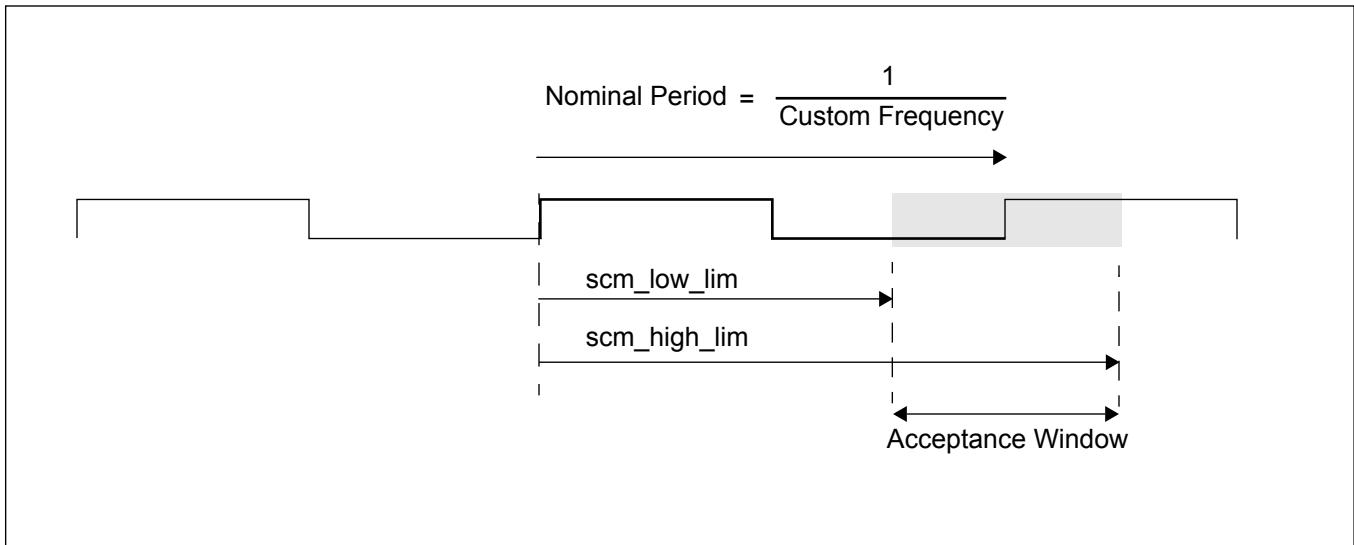 1
Nominal Period =
Custom Frequency
scm_low_lim
scm_high_lim
Acceptance Window